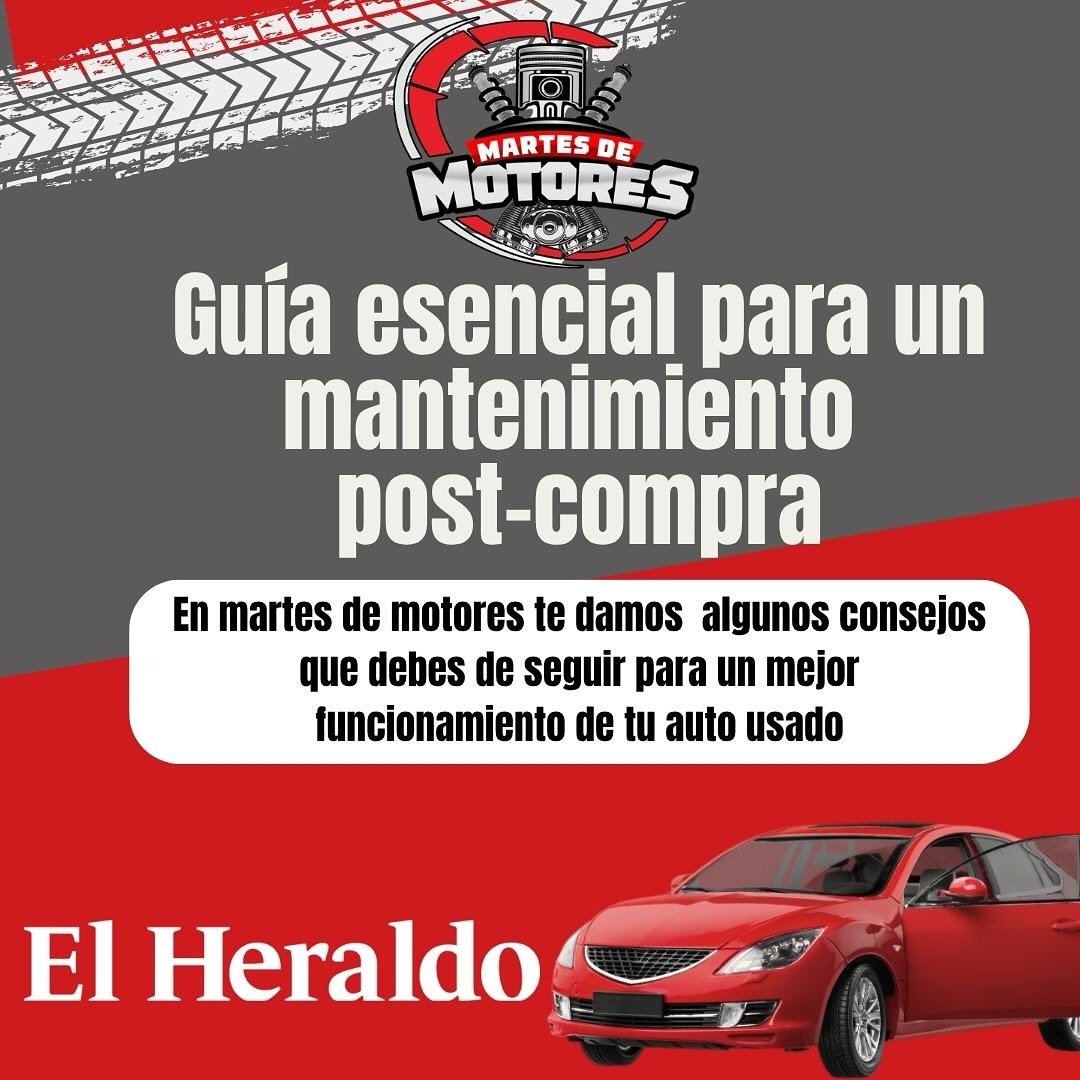 MARTES DE
MOTORES
Guía esencial para un
mantenimiento
post-compra
En martes de motores te damos algunos consejos
que debes de seguir para un mejor
funcionamiento de tu auto usado
El Heraldo